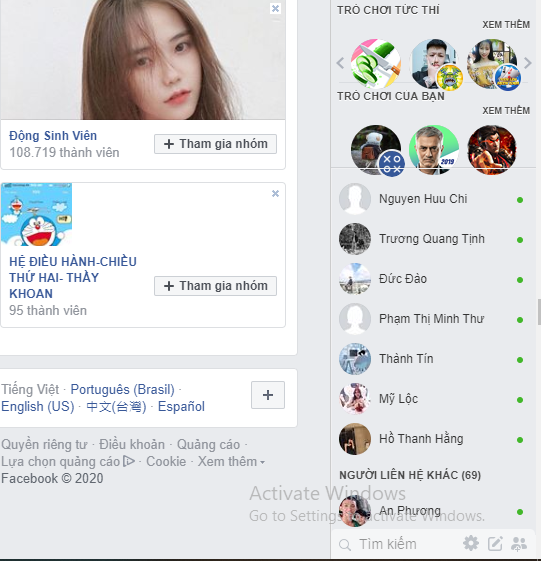 Động Sinh Viên
108.719 thành viên
Tham gia nhóm
HỆ ĐIỀU HÀNH-CHIỀU
THỨ HAI- THẦY
KHOAN
95 thành viên
Tham gia nhóm
Tiếng Việt · Português (Brasil) ·
English (US) · 中文(台灣) · Español
Quyền riêng tư · Điều khoản · Quảng cáo ·
Lựa chọn quảng cáo · Cookie · Xem thêm
Facebook © 2020
TRÒ CHƠI TỨC THÌ
XEM THÊM
TRÒ CHƠI CỦA BẠN
XEM THÊM
2019
Nguyen Huu Chi
Trương Quang Tịnh
Đức Đào
Phạm Thị Minh Thư
Thành Tín
Mỹ Lộc
Hồ Thanh Hằng
NGƯỜI LIÊN HỆ KHÁC (69)
An Phượng
Activate Windows
Go to Settings to activate Windows.
Tìm kiếm